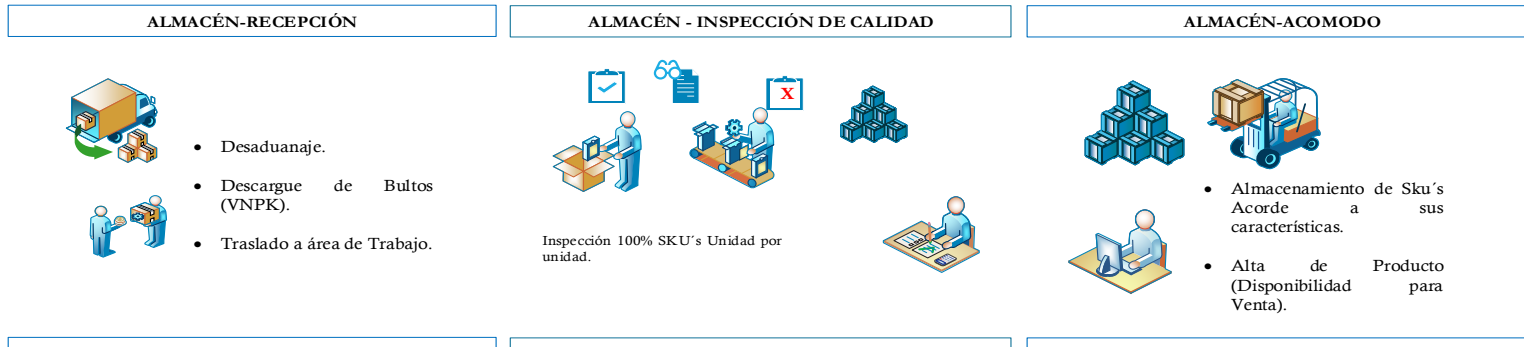 ALMACÉN-RECEPCIÓN
• Desaduanaje.
• Descargue de Bultos
(VNPK).
• Traslado a área de Trabajo.
ALMACÉN - INSPECCIÓN DE CALIDAD
X
Inspección 100% SKU´s Unidad por
unidad.
ALMACÉN-ACOMODO
• Almacenamiento de Sku´s
Acorde a sus
características.
• Alta de Producto
(Disponibilidad para
Venta).